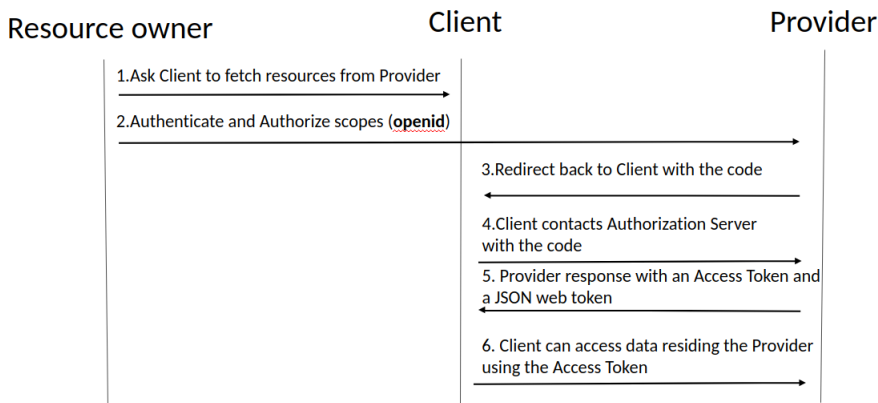 Resource owner
Client
Provider
1.Ask Client to fetch resources from Provider
2.Authenticate and Authorize scopes (openid)
3.Redirect back to Client with the code
4.Client contacts Authorization Server
with the code
5. Provider response with an Access Token and
a JSON web token
6. Client can access data residing the Provider
using the Access Token